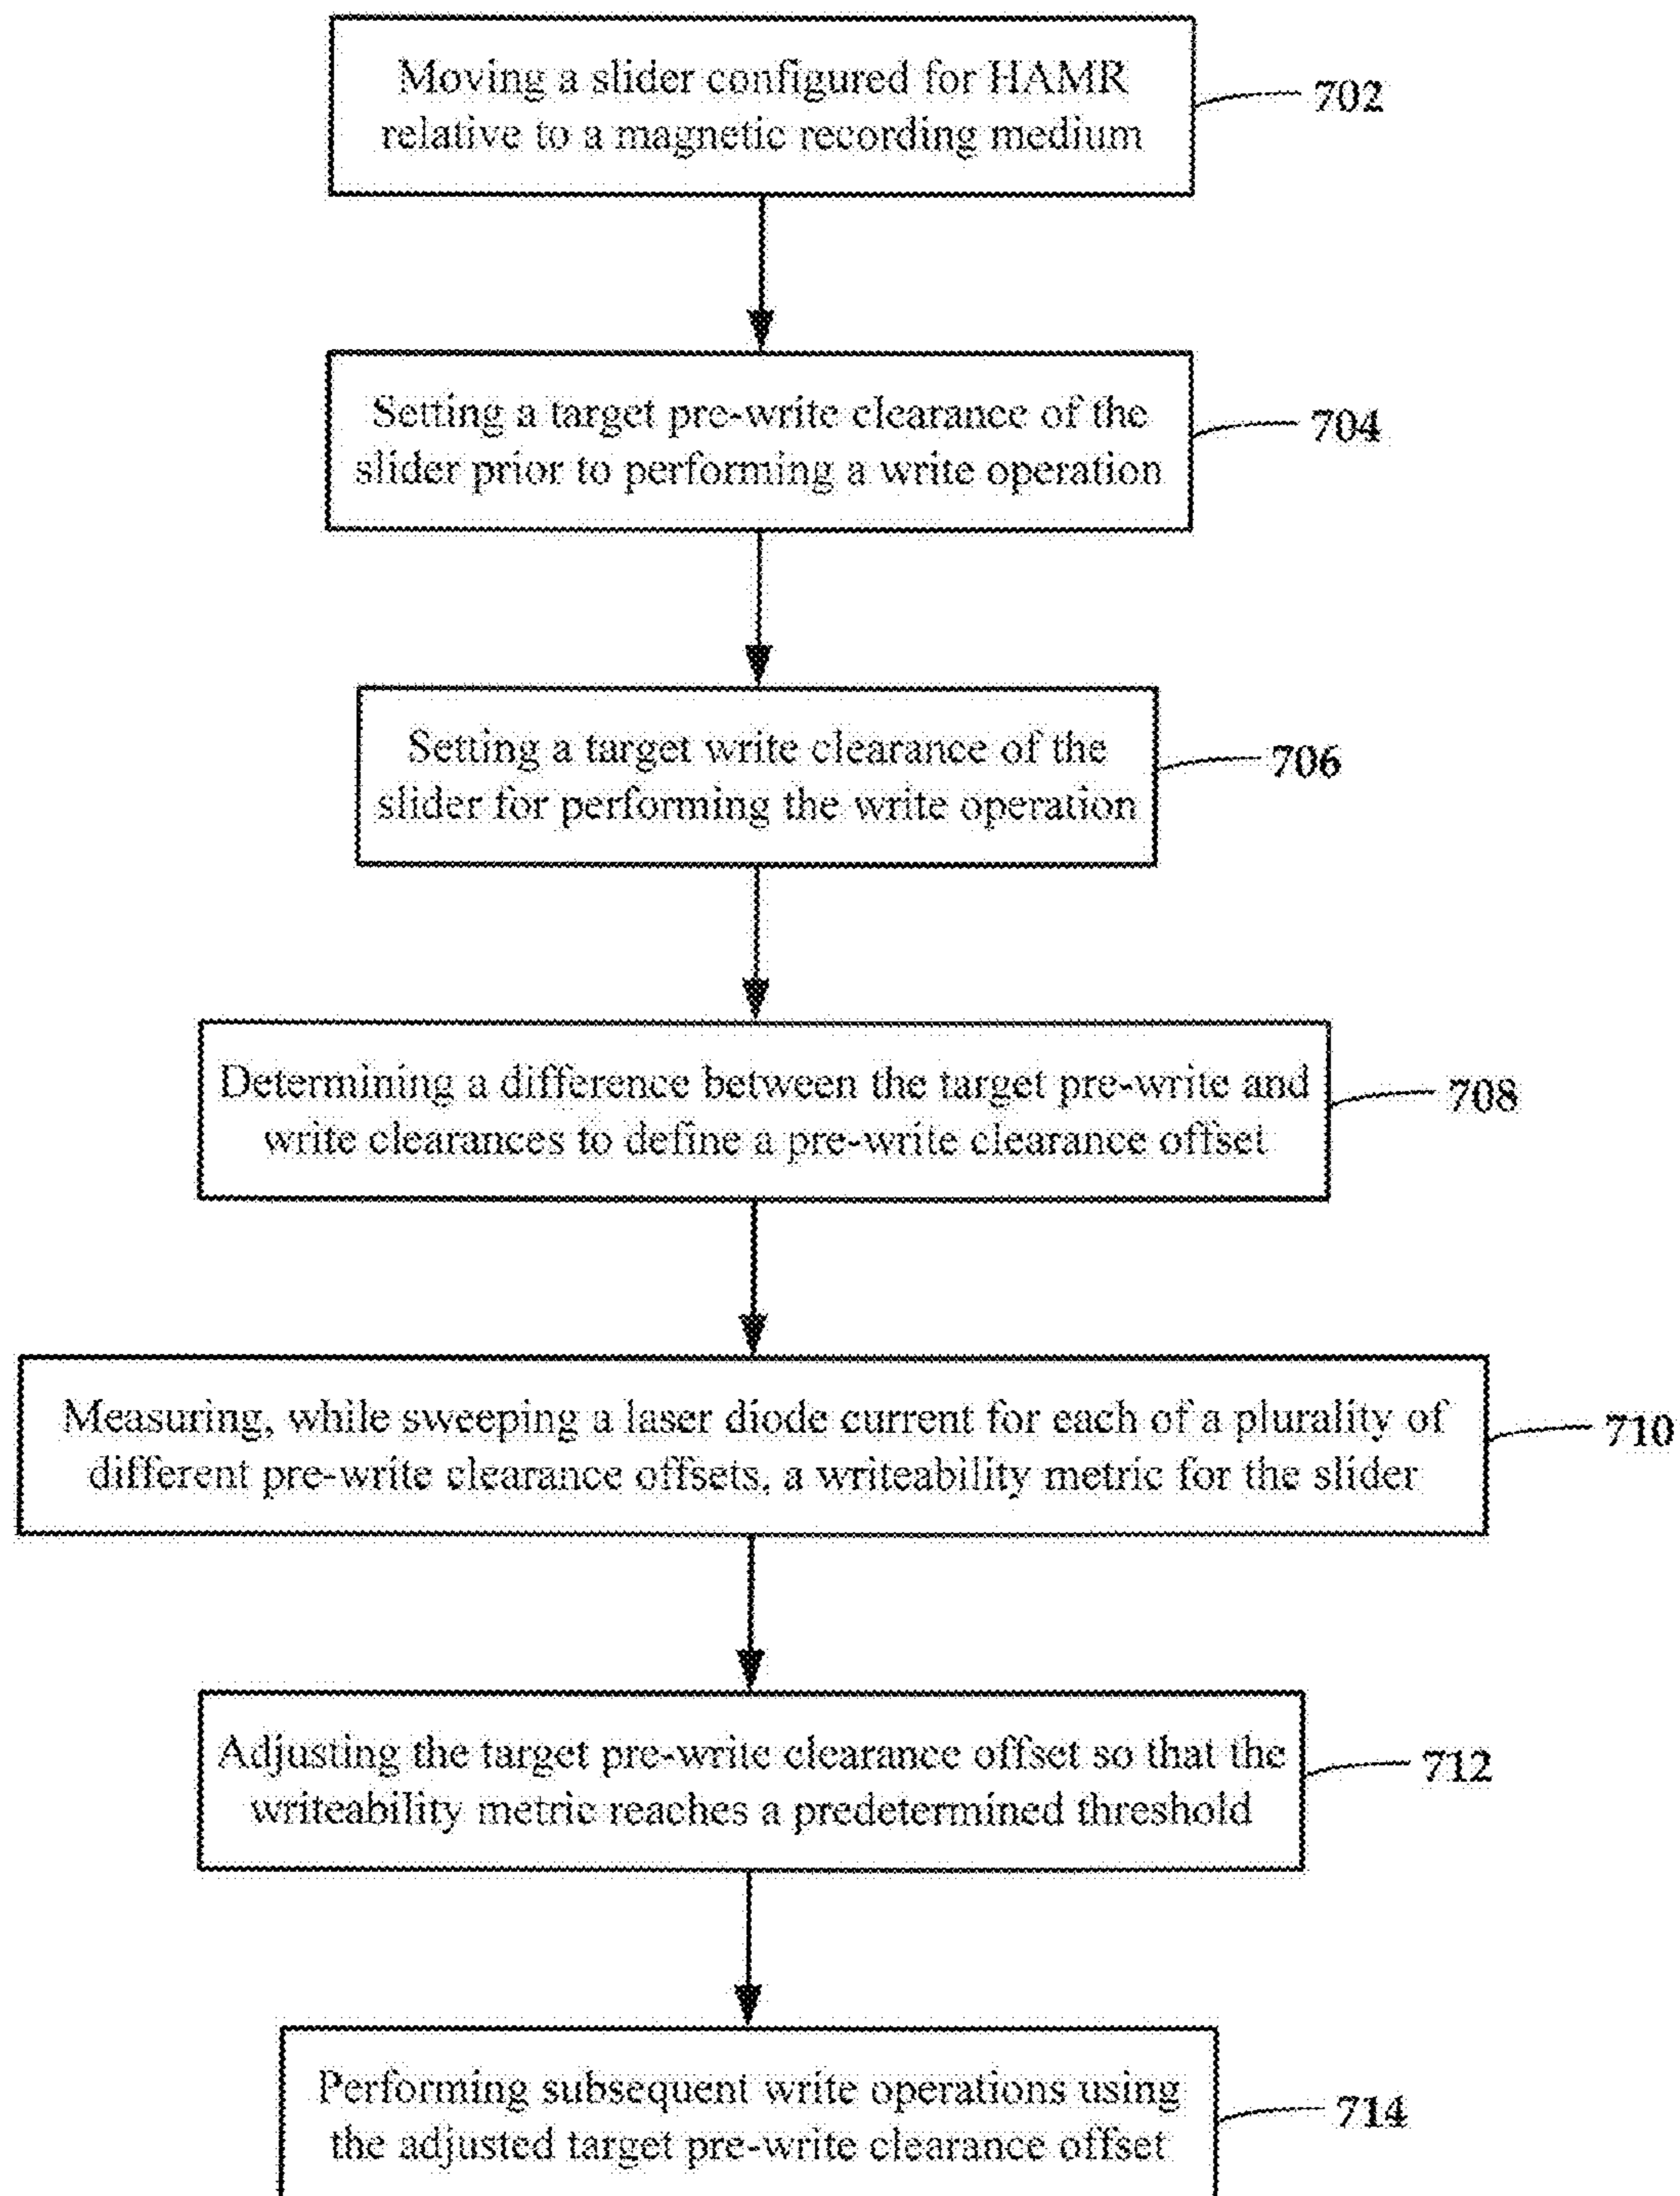 Moving a slider configured for HAMR
relative to a magnetic recording medium
702
Setting a target pre-write clearance of the
slider prior to performing a write operation
704
Setting a target write clearance of the
slider for performing the write operation
706
Determining a difference between the target pre-write and
write clearances to define a pre-write clearance offset
708
Measuring, while sweeping a laser diode current for each of a plurality of
different pre-write clearance offsets, a writeability metric for the slider
710
Adjusting the target pre-write clearance offset so that the
writeability metric reaches a predetermined threshold
712
Performing subsequent write operations using
the adjusted target pre-write clearance offset
714